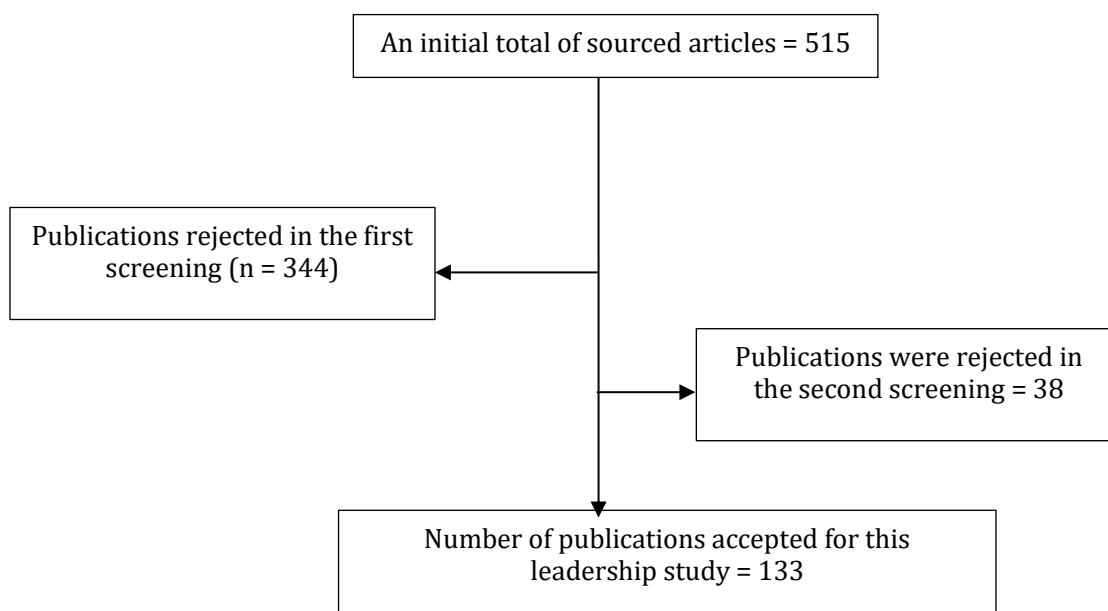 An initial total of sourced articles = 515
Publications rejected in the first
screening (n = 344)
Publications were rejected in
the second screening = 38
Number of publications accepted for this
leadership study = 133